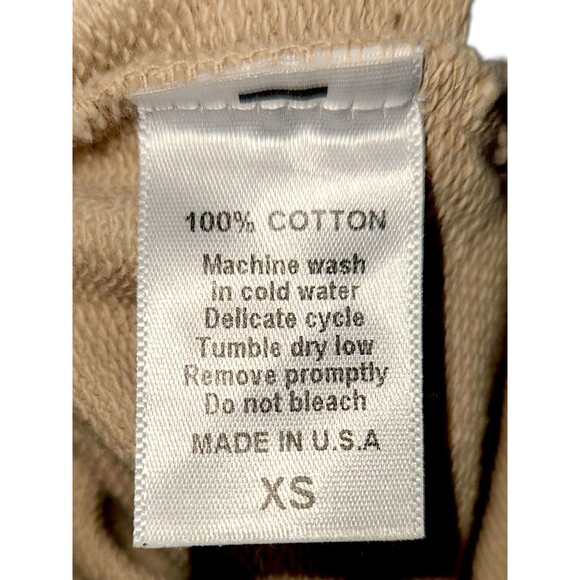 100% COTTON
Machine wash
in cold water
Delicate cycle
Tumble dry low
Remove promptly
Do not bleach
MADE IN U.S.A
XS